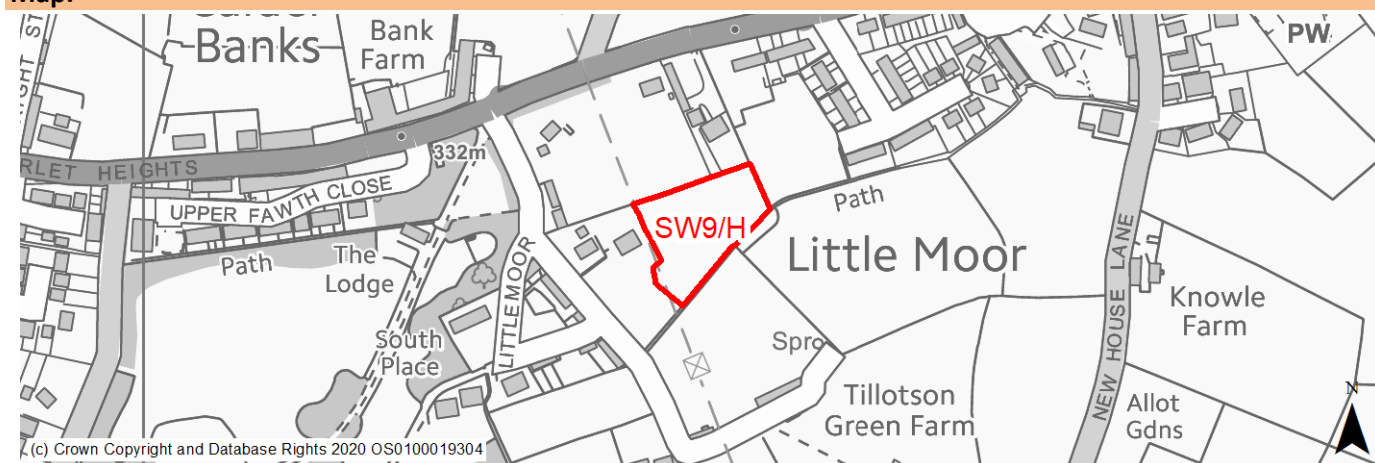 Banks
Bank
Farm
PW
332m
RLET HEIGHTS
UPPER FAWTH CLOSE
Path
The
Lodge
LITTLEMOOR
South
Place
SW9/H
Path
Little Moor
NEW HOUSE LANE
Knowle
Farm
Spro
Tillotson
Green Farm
Allot
Gdns
N
(c) Crown Copyright and Database Rights 2020 OS0100019304